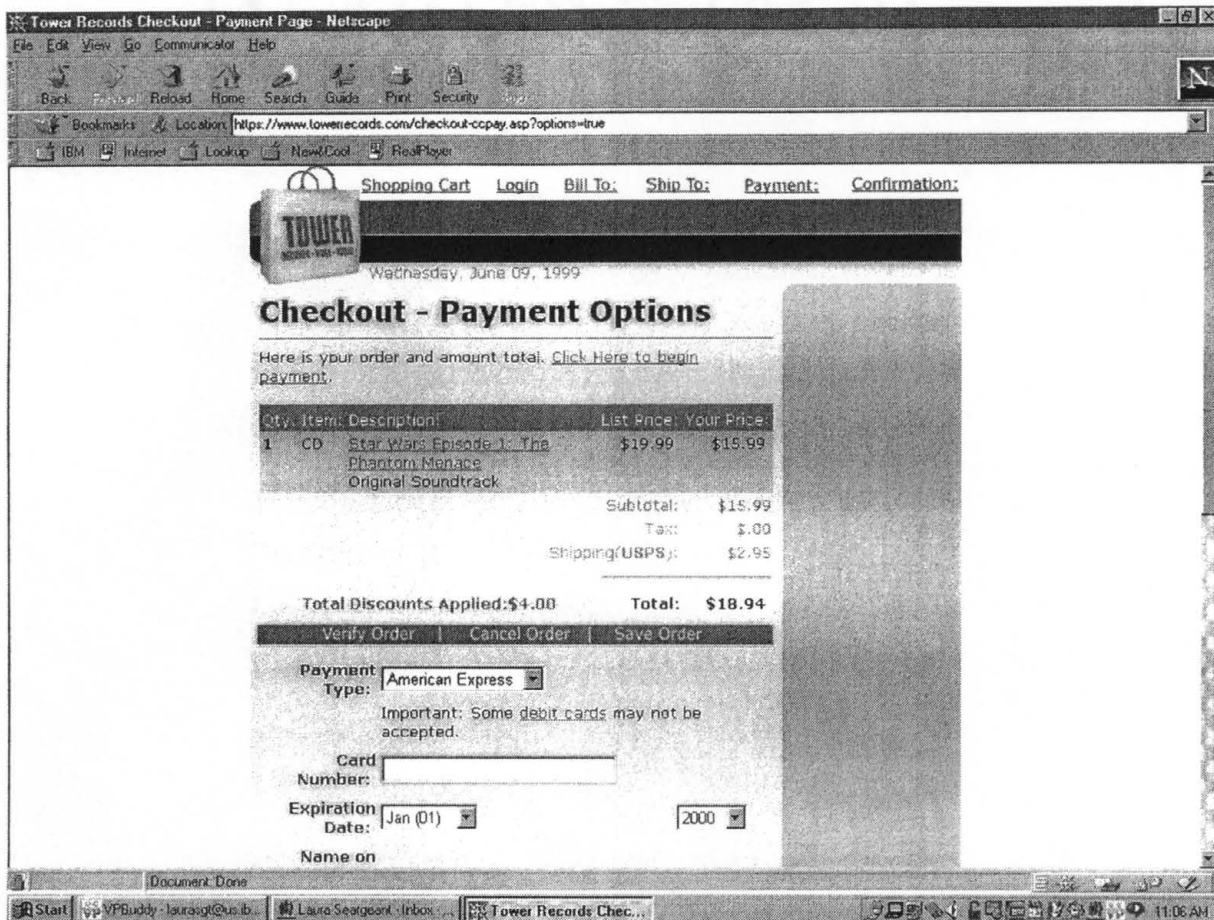 Tower Records Checkout - Payment Page - Netscape
File Edit View Go Communicator Help
Back Forward Reload Home Search Guide Print Security
Bookmarks Location: https://www.towerrecords.com/checkout-ccpay.asp?options=true
IBM Internet Lookup New&Cool RealPlayer
N
Shopping Cart Login Bill To: Ship To: Payment: Confirmation:
TOWER
Wednesday, June 09, 1999
Checkout - Payment Options
Here is your order and amount total. Click Here to begin
payment.
Qty: Item: Description: List Price: Your Price:
1 CD Star Wars Episode 1: The $19.99 $15.99
Phantom Menace
Original Soundtrack
Subtotal: $15.99
Tax: $.00
Shipping(USPS): $2.95
Total Discounts Applied:$4.00 Total: $18.94
Verify Order | Cancel Order | Save Order
Payment
Type: American Express
Important: Some debit cards may not be
accepted.
Card
Number:
Expiration
Date: Jan (01) 2000
Name on
Document: Done
Start VPBuddy - laurasgt@us.ib... Laura Seargeant - Inbox - ... Tower Records Chec... 11:06 AM